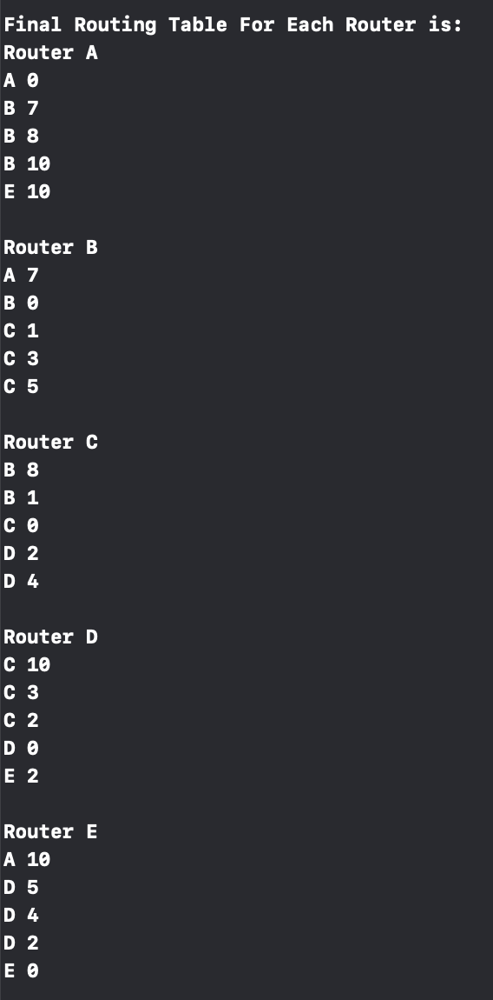 Final Routing Table For Each Router is:
Router A
A 0
B 7
B 8
B 10
E 10
Router B
A 7
B 0
C 1
C 3
C 5
Router C
B 8
B 1
C 0
D 2
D 4
Router D
C 10
C 3
C 2
D 0
E 2
Router E
A 10
D 5
D 4
D 2
E 0